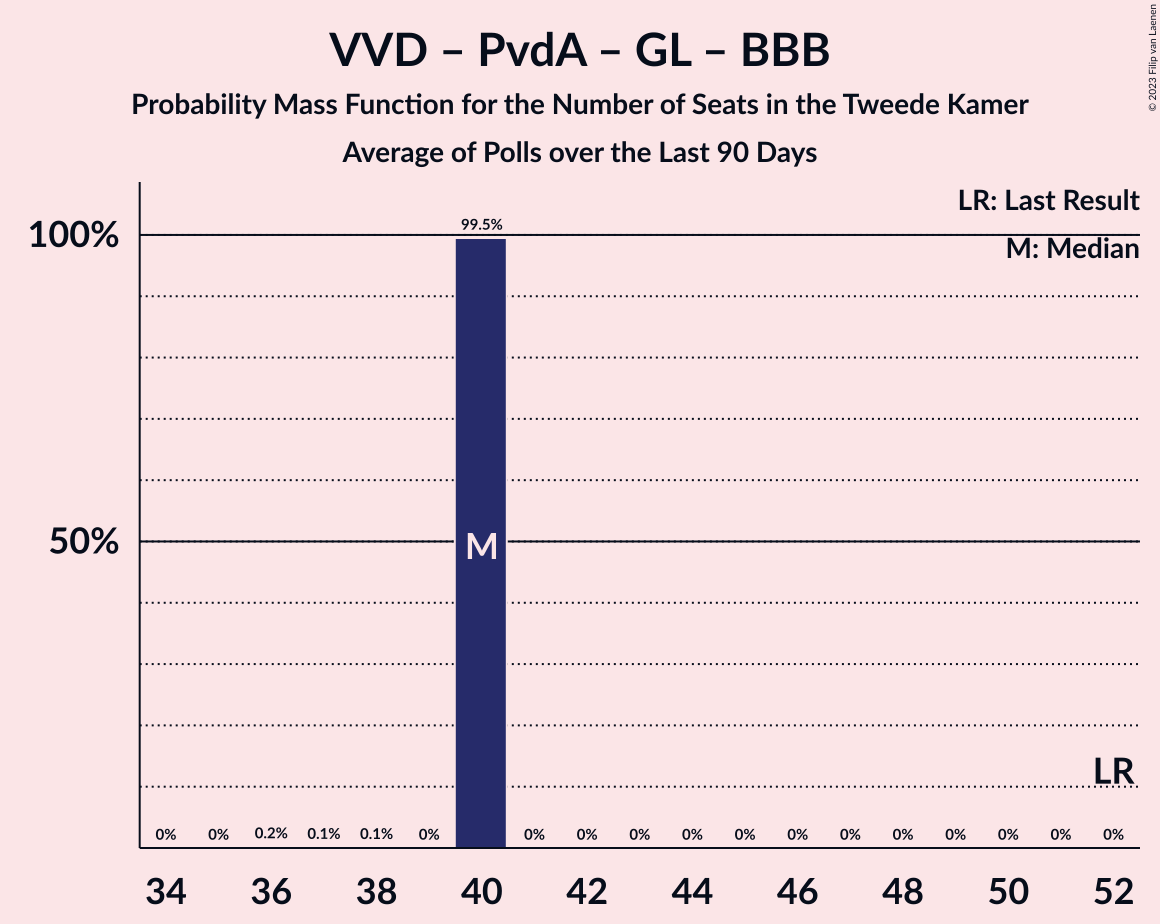 VVD – PvdA – GL – BBB
Probability Mass Function for the Number of Seats in the Tweede Kamer
Average of Polls over the Last 90 Days
© 2023 Filip van Laenen
LR: Last Result
M: Median
100%
50%
99.5%
M
LR
0% 0% 0.2% 0.1% 0.1% 0% 0% 0% 0% 0% 0% 0% 0% 0% 0% 0% 0% 0%
34 36 38 40 42 44 46 48 50 52